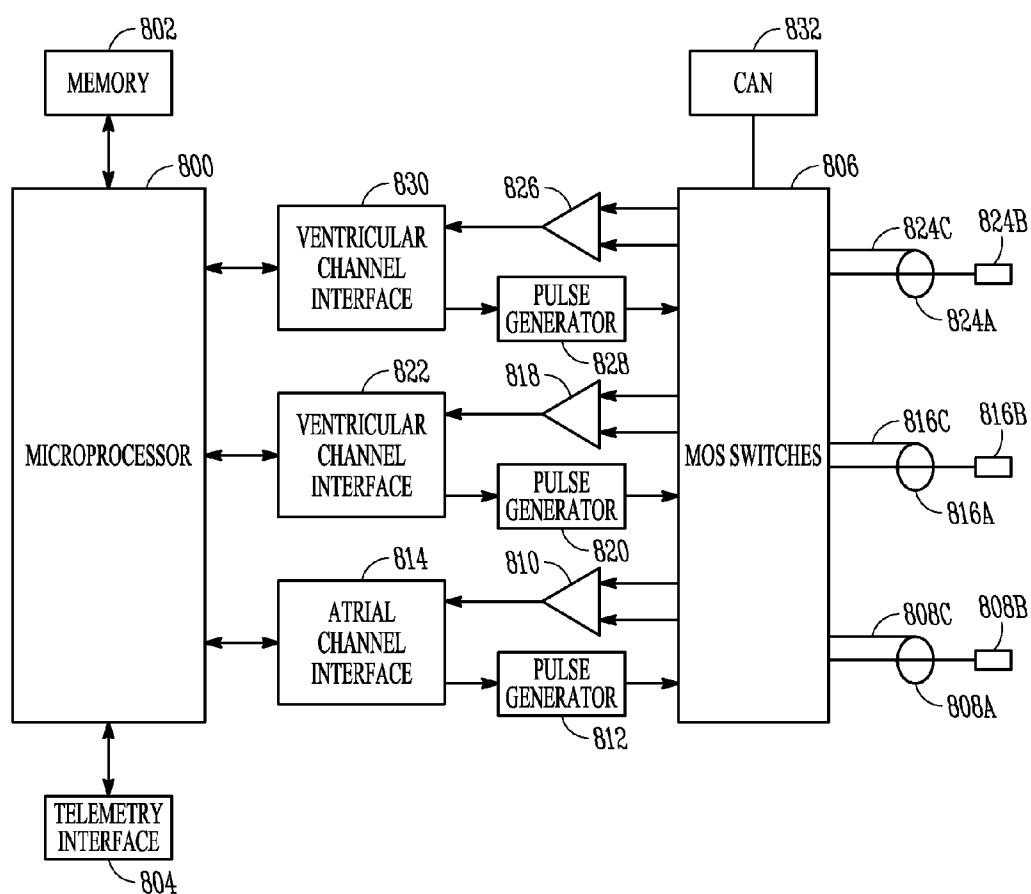 802
MEMORY
832
CAN
800
MICROPROCESSOR
830
VENTRICULAR
CHANNEL
INTERFACE
826
PULSE
GENERATOR
828
806
MOS SWITCHES
824C
824B
824A
822
VENTRICULAR
CHANNEL
INTERFACE
818
PULSE
GENERATOR
820
816C
816B
816A
814
ATRIAL
CHANNEL
INTERFACE
810
PULSE
GENERATOR
812
808C
808B
808A
TELEMETRY
INTERFACE
804